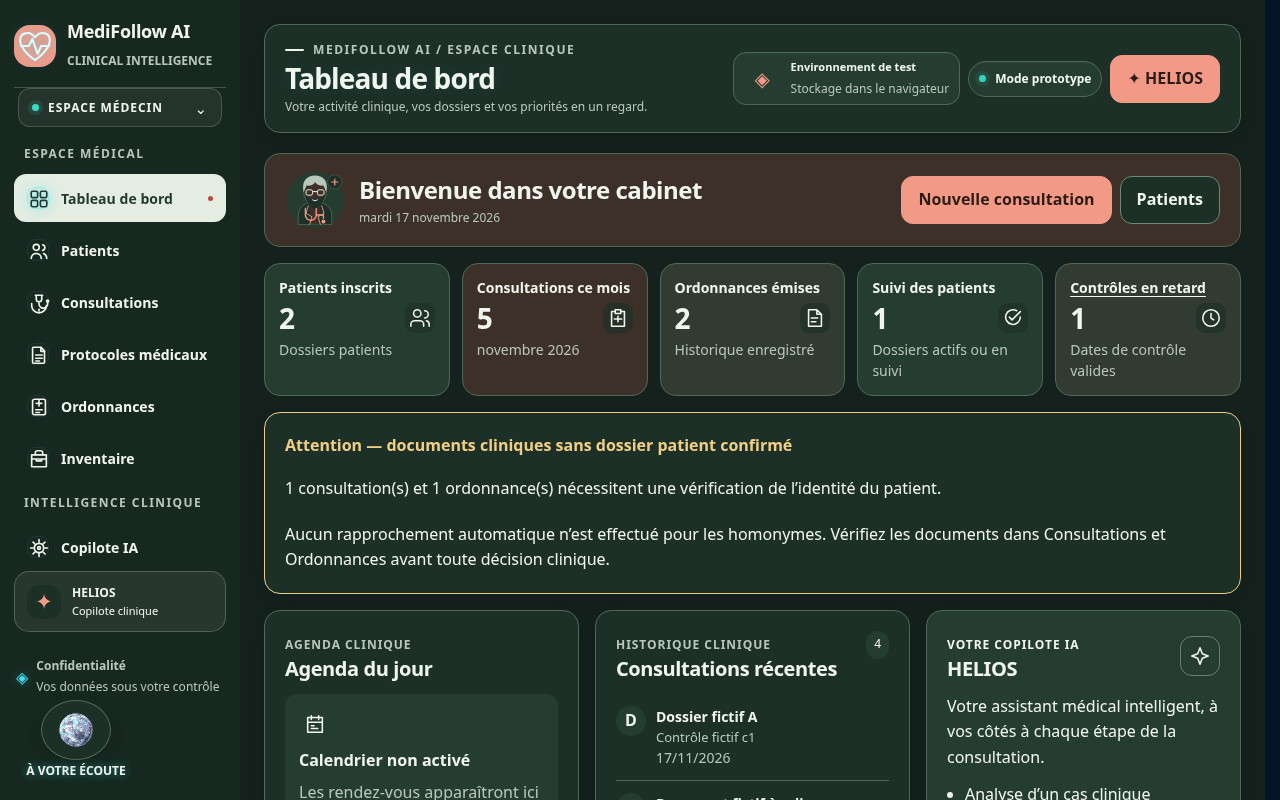 MediFollow AI
CLINICAL INTELLIGENCE
ESPACE MÉDECIN
ESPACE MÉDICAL
Tableau de bord
Patients
Consultations
Protocoles médicaux
Ordonnances
Inventaire
INTELLIGENCE CLINIQUE
Copilote IA
HELIOS
Copilote clinique
Confidentialité
Vos données sous votre contrôle
À VOTRE ÉCOUTE
MEDIFOLLOW AI / ESPACE CLINIQUE
Tableau de bord
Votre activité clinique, vos dossiers et vos priorités en un regard.
Environnement de test
Stockage dans le navigateur
Mode prototype
✦ HELIOS
Bienvenue dans votre cabinet
mardi 17 novembre 2026
Nouvelle consultation
Patients
Patients inscrits
2
Dossiers patients
Consultations ce mois
5
novembre 2026
Ordonnances émises
2
Historique enregistré
Suivi des patients
1
Dossiers actifs ou en
suivi
Contrôles en retard
1
Dates de contrôle
valides
Attention — documents cliniques sans dossier patient confirmé
1 consultation(s) et 1 ordonnance(s) nécessitent une vérification de l’identité du patient.
Aucun rapprochement automatique n’est effectué pour les homonymes. Vérifiez les documents dans Consultations et
Ordonnances avant toute décision clinique.
AGENDA CLINIQUE
Agenda du jour
Calendrier non activé
Les rendez-vous apparaîtront ici
HISTORIQUE CLINIQUE
4
Consultations récentes
D
Dossier fictif A
Contrôle fictif c1
17/11/2026
VOTRE COPILOTE IA
HELIOS
Votre assistant médical intelligent, à
vos côtés à chaque étape de la
consultation.
• Analyse d’un cas clinique